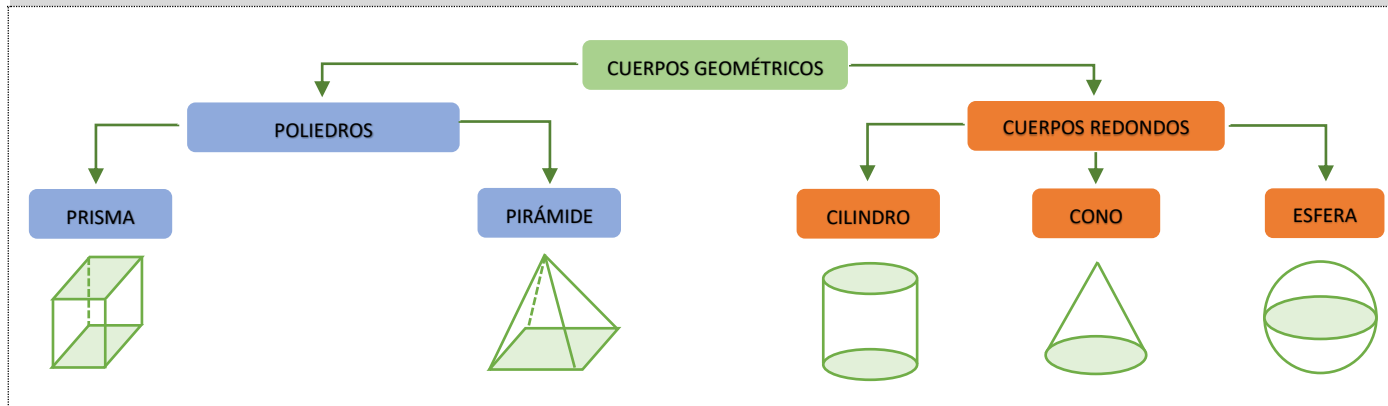 CUERPOS GEOMÉTRICOS
POLIEDROS
CUERPOS REDONDOS
PRISMA
PIRÁMIDE
CILINDRO
CONO
ESFERA